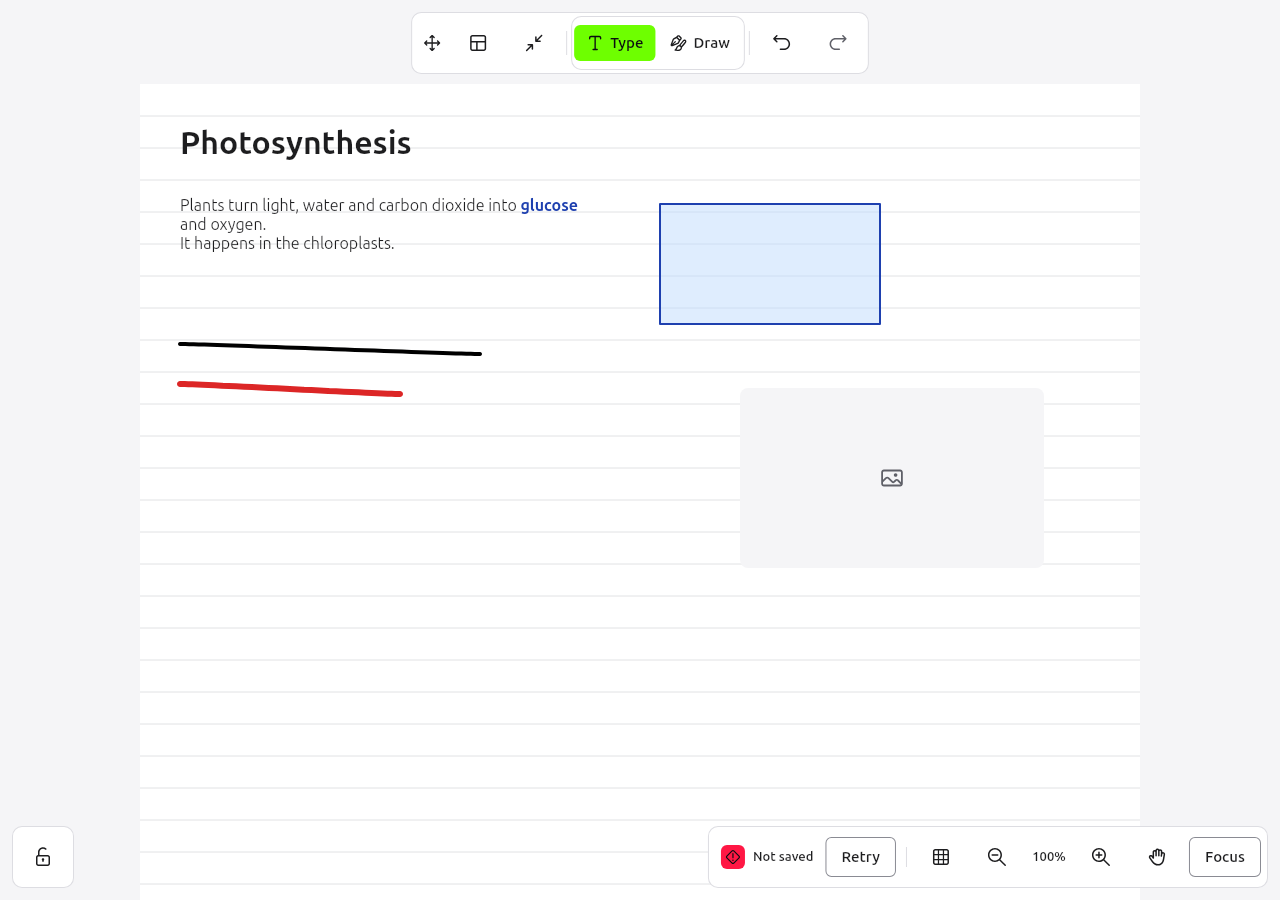 Type
Draw
Photosynthesis
Plants turn light, water and carbon dioxide into glucose
and oxygen.
It happens in the chloroplasts.
Not saved
Retry
100%
Focus